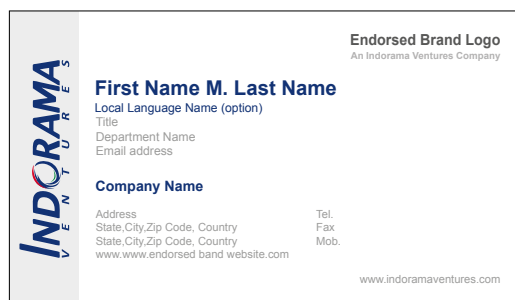 INDORAMA
VENTURES
Endorsed Brand Logo
An Indorama Ventures Company
First Name M. Last Name
Local Language Name (option)
Title
Department Name
Email address
Company Name
Address
State,City,Zip Code, Country
State,City,Zip Code, Country
www.www.endorsed band website.com
Tel.
Fax
Mob.
www.indoramaventures.com